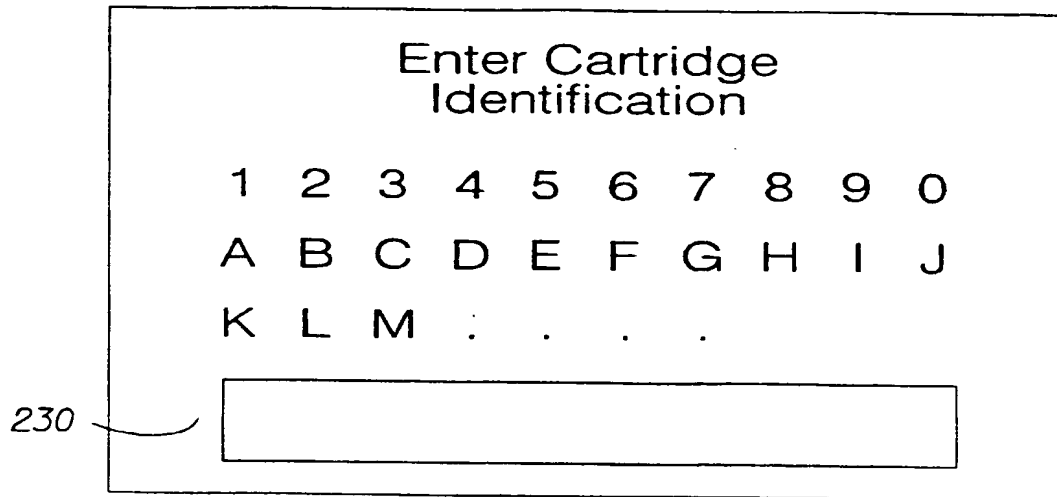 Enter Cartridge
Identification
1 2 3 4 5 6 7 8 9 0
A B C D E F G H I J
K L M . . . .
230